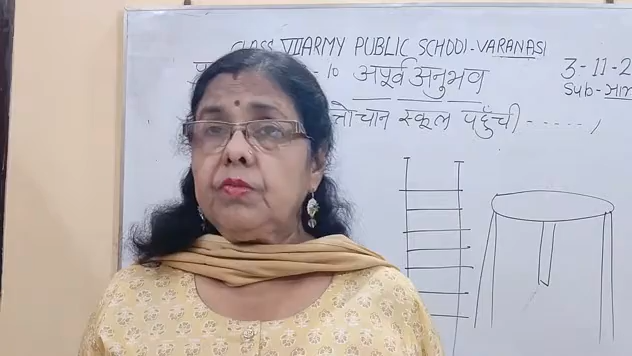 CLASS VII ARMY PUBLIC SCHOOL-VARANASI
-10 अपूर्व अनुभव 3-11-2
Sub-
तोत्तोचान स्कूल पहुँची -----,